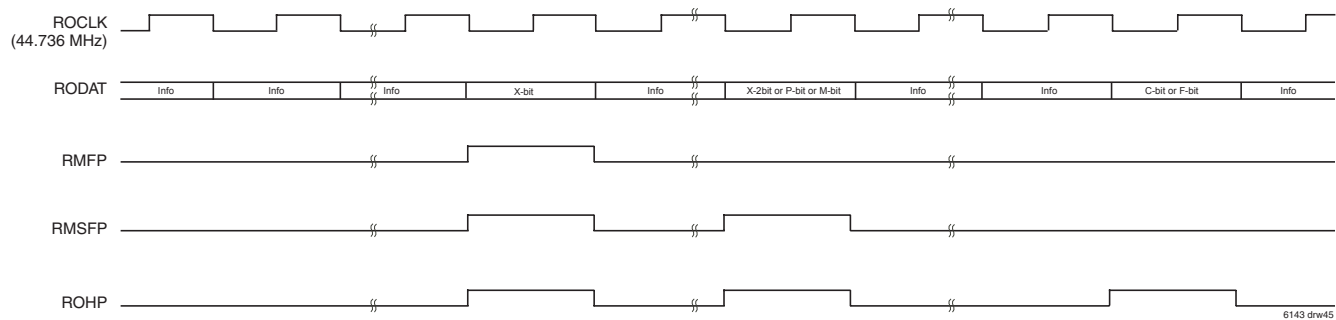 ROCLK
(44.736 MHz)
RODAT
Info Info Info X-bit Info X-2bit or P-bit or M-bit Info Info C-bit or F-bit Info
RMFP
RMSFP
ROHP
6143 drw45